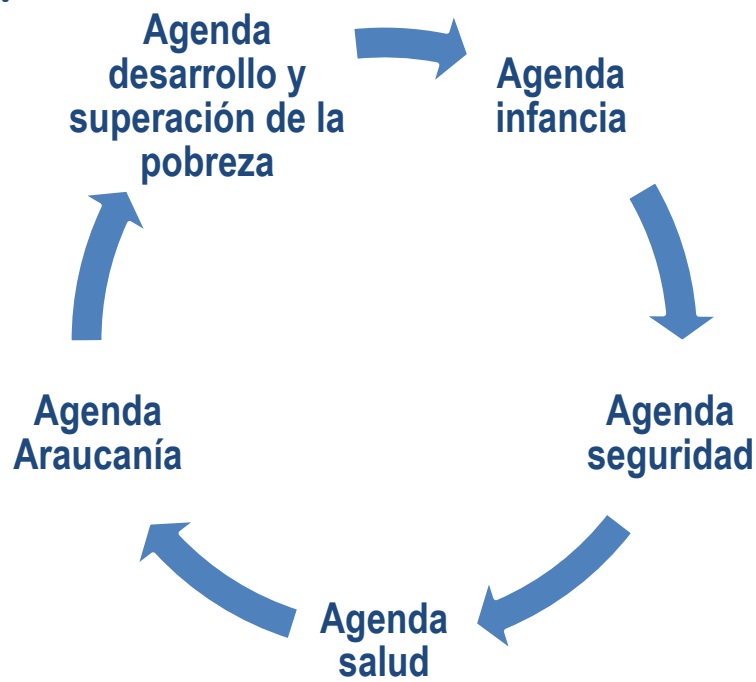 Agenda
desarrollo y
superación de la
pobreza
Agenda
infancia
Agenda
seguridad
Agenda
salud
Agenda
Araucanía